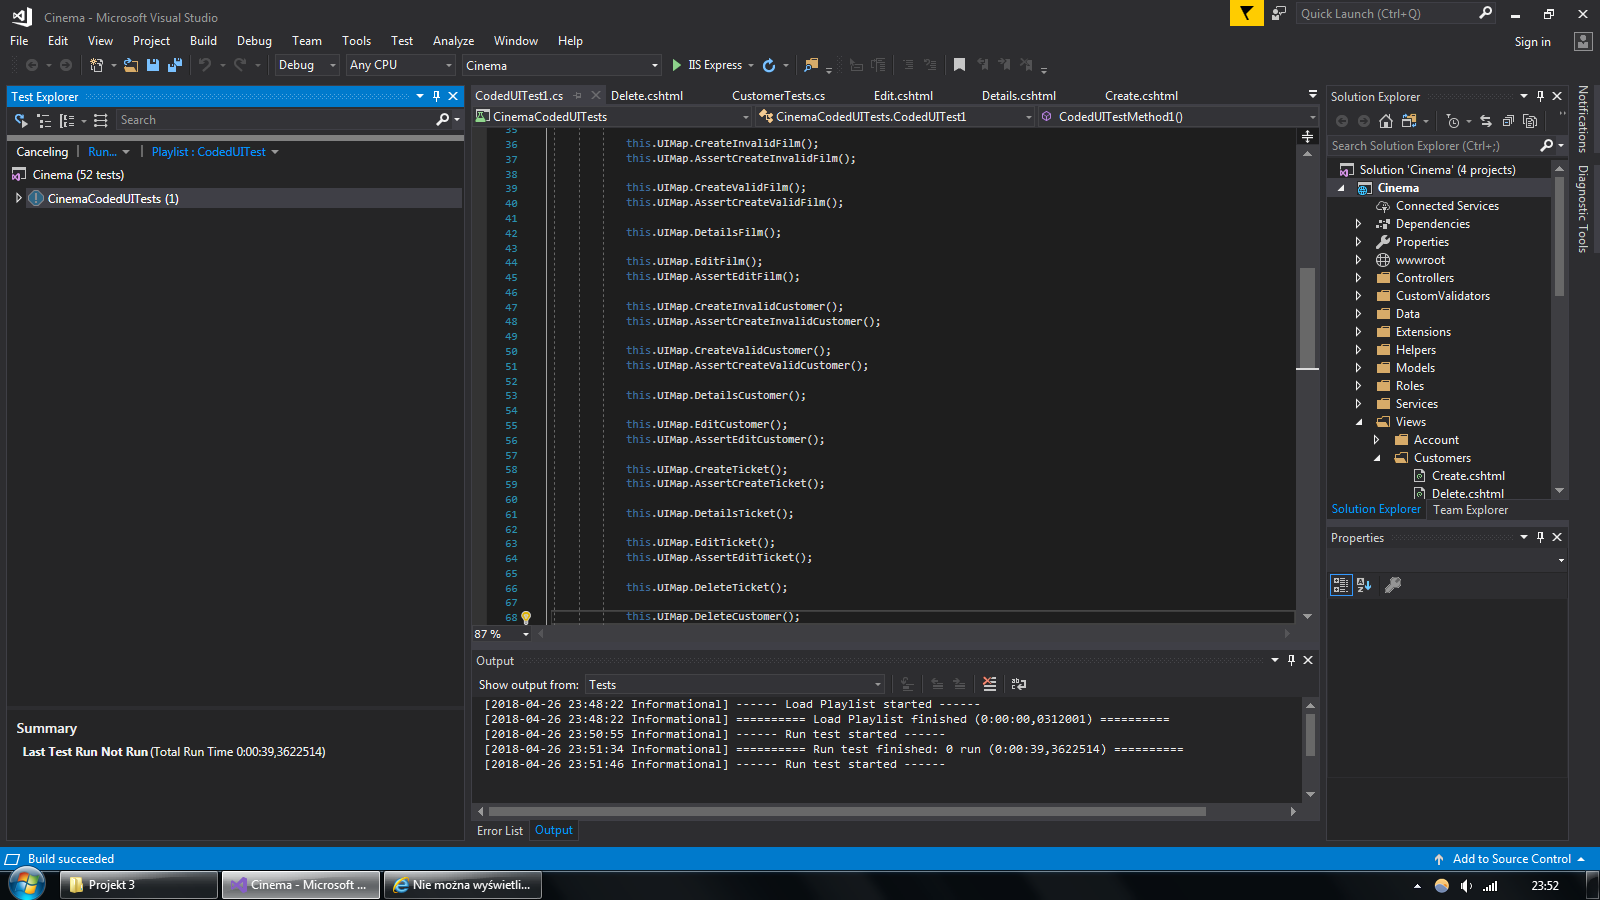 Cinema - Microsoft Visual Studio
Quick Launch (Ctrl+Q)
File Edit View Project Build Debug Team Tools Test Analyze Window Help
Sign in
Debug Any CPU Cinema IIS Express
Test Explorer
Search
Canceling Run... Playlist : CodedUITest
Cinema (52 tests)
CinemaCodedUITests (1)
Summary
Last Test Run Not Run (Total Run Time 0:00:39,3622514)
CodedUITest1.cs Delete.cshtml CustomerTests.cs Edit.cshtml Details.cshtml Create.cshtml
CinemaCodedUITests CinemaCodedUITests.CodedUITest1 CodedUITestMethod1()
35
36 this.UIMap.CreateInvalidFilm();
37 this.UIMap.AssertCreateInvalidFilm();
38
39 this.UIMap.CreateValidFilm();
40 this.UIMap.AssertCreateValidFilm();
41
42 this.UIMap.DetailsFilm();
43
44 this.UIMap.EditFilm();
45 this.UIMap.AssertEditFilm();
46
47 this.UIMap.CreateInvalidCustomer();
48 this.UIMap.AssertCreateInvalidCustomer();
49
50 this.UIMap.CreateValidCustomer();
51 this.UIMap.AssertCreateValidCustomer();
52
53 this.UIMap.DetailsCustomer();
54
55 this.UIMap.EditCustomer();
56 this.UIMap.AssertEditCustomer();
57
58 this.UIMap.CreateTicket();
59 this.UIMap.AssertCreateTicket();
60
61 this.UIMap.DetailsTicket();
62
63 this.UIMap.EditTicket();
64 this.UIMap.AssertEditTicket();
65
66 this.UIMap.DeleteTicket();
67
68 this.UIMap.DeleteCustomer();
87 %
Output
Show output from: Tests
[2018-04-26 23:48:22 Informational] ------ Load Playlist started ------
[2018-04-26 23:48:22 Informational] ========== Load Playlist finished (0:00:00,0312001) ==========
[2018-04-26 23:50:55 Informational] ------ Run test started ------
[2018-04-26 23:51:34 Informational] ========== Run test finished: 0 run (0:00:39,3622514) ==========
[2018-04-26 23:51:46 Informational] ------ Run test started ------
Error List Output
Solution Explorer
Search Solution Explorer (Ctrl+;)
Solution 'Cinema' (4 projects)
Cinema
Connected Services
Dependencies
Properties
wwwroot
Controllers
CustomValidators
Data
Extensions
Helpers
Models
Roles
Services
Views
Account
Customers
Create.cshtml
Delete.cshtml
Solution Explorer Team Explorer
Properties
Notifications
Diagnostic Tools
Build succeeded
Add to Source Control
Projekt 3
Cinema - Microsoft ...
Nie można wyświetli...
23:52